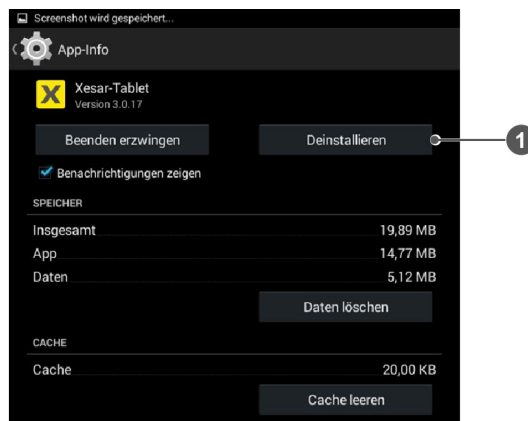 Screenshot wird gespeichert...
App-Info
X
Xesar-Tablet
Version 3.0.17
Beenden erzwingen
Deinstallieren
1
Benachrichtigungen zeigen
SPEICHER
Insgesamt 19,89 MB
App 14,77 MB
Daten 5,12 MB
Daten löschen
CACHE
Cache 20,00 KB
Cache leeren